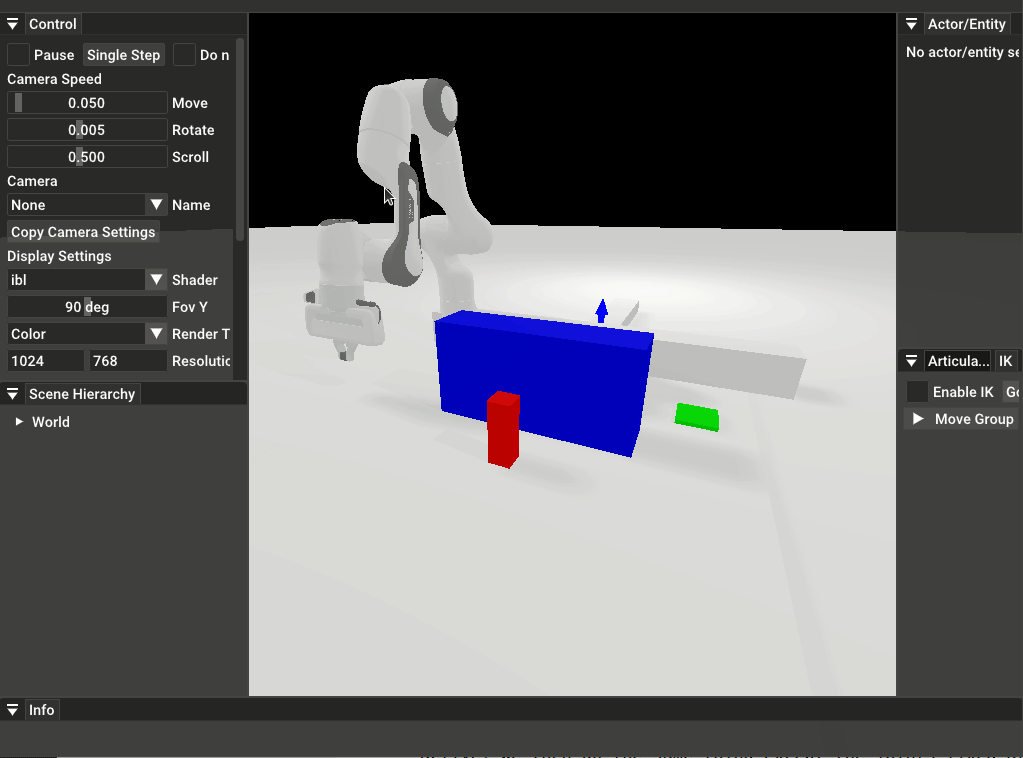 Control
Pause Single Step Do n
Camera Speed
0.050 Move
0.005 Rotate
0.500 Scroll
Camera
None Name
Copy Camera Settings
Display Settings
ibl Shader
90 deg Fov Y
Color Render T
1024 768 Resolutic
Scene Hierarchy
World
Actor/Entity
No actor/entity se
Articula... IK
Enable IK Go
Move Group
Info